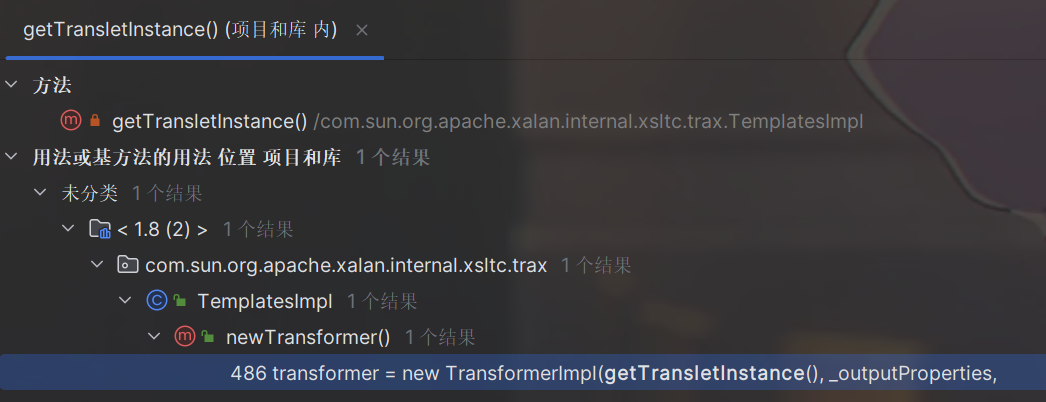 getTransletInstance() (项目和库 内)
方法
getTransletInstance() /com.sun.org.apache.xalan.internal.xsltc.trax.TemplatesImpl
用法或基方法的用法 位置 项目和库 1 个结果
未分类 1 个结果
< 1.8 (2) > 1 个结果
com.sun.org.apache.xalan.internal.xsltc.trax 1 个结果
TemplatesImpl 1 个结果
newTransformer() 1 个结果
486 transformer = new TransformerImpl(getTransletInstance(), _outputProperties,